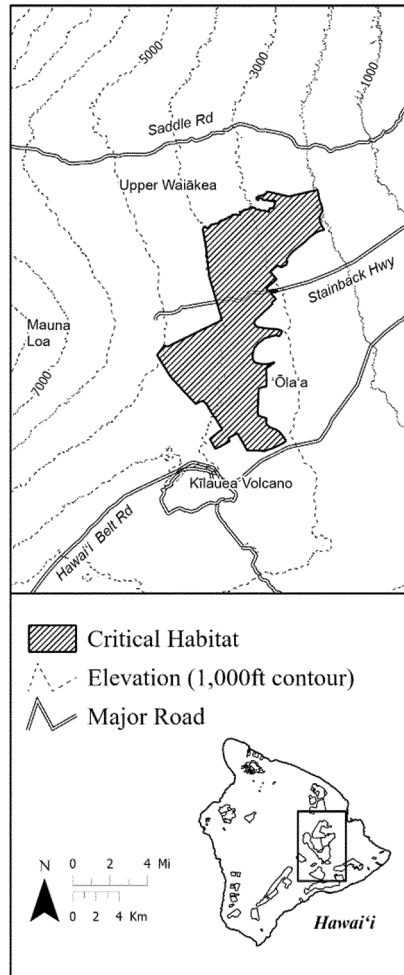 5000
3000
1000
Saddle Rd
Upper Waiākea
Stainback Hwy
Mauna
Loa
7000
ʻŌlaʻa
Kīlauea Volcano
Hawaiʻi Belt Rd
Critical Habitat
Elevation (1,000ft contour)
Major Road
N
0 2 4 Mi
0 2 4 Km
Hawaiʻi